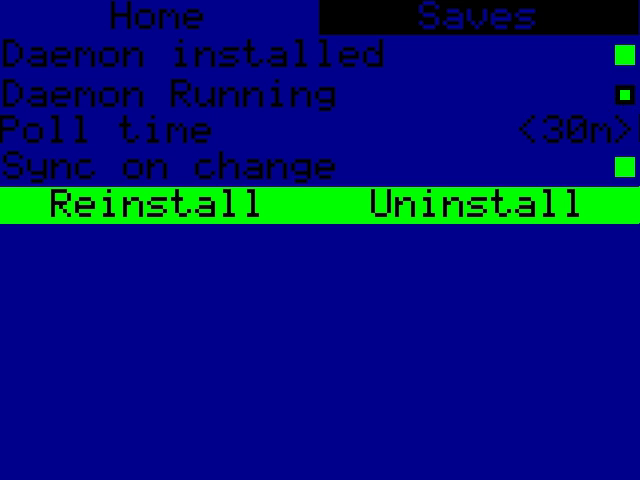 Home Saves
Daemon installed
Daemon Running
Poll time <30m>
Sync on change
Reinstall Uninstall